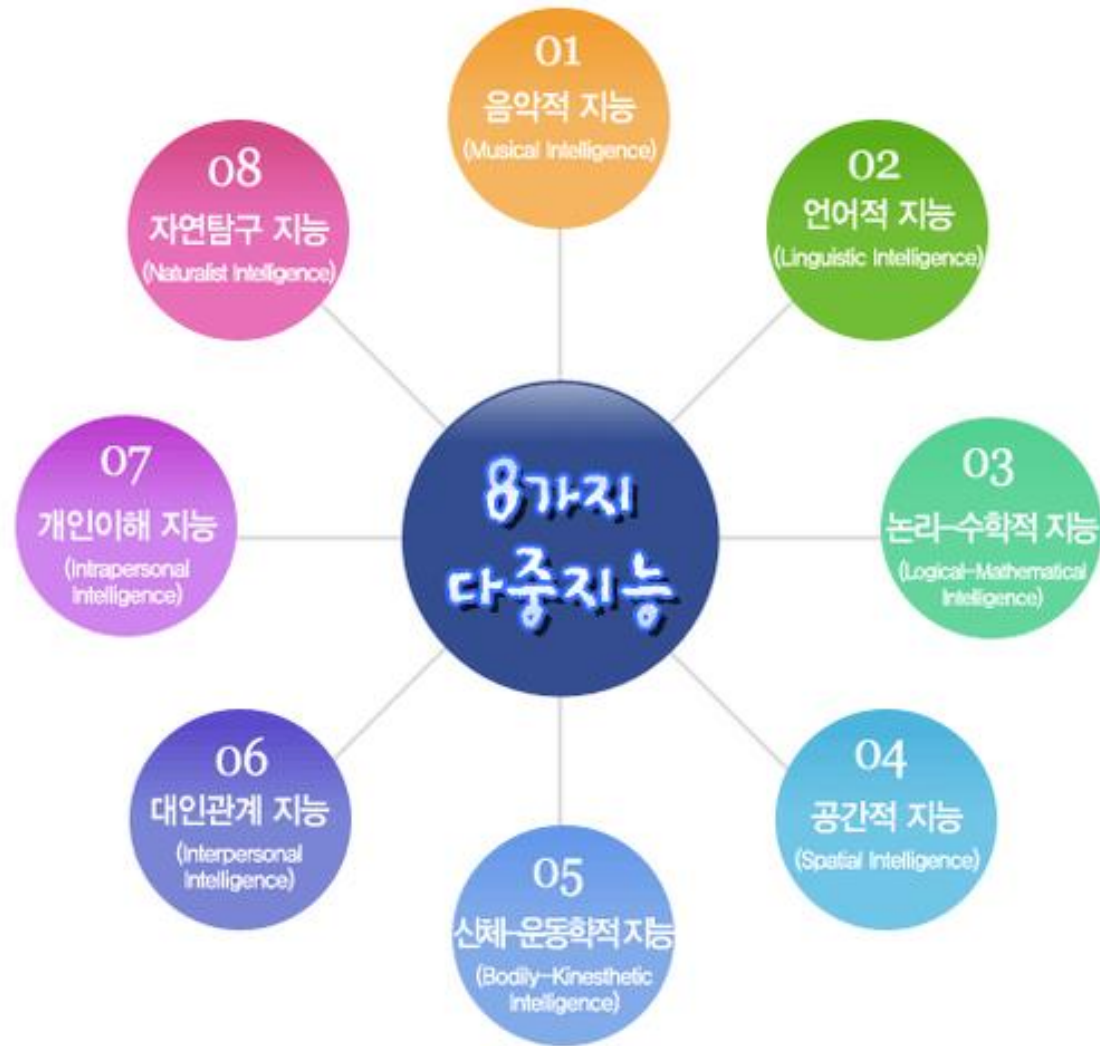 01
음악적 지능
(Musical Intelligence)
02
언어적 지능
(Linguistic Intelligence)
03
논리-수학적 지능
(Logical-Mathematical
Intelligence)
04
공간적 지능
(Spatial Intelligence)
05
신체-운동학적 지능
(Bodily-Kinesthetic
Intelligence)
06
대인관계 지능
(Interpersonal
Intelligence)
07
개인이해 지능
(Intrapersonal
Intelligence)
08
자연탐구 지능
(Naturalist Intelligence)
8가지
다중지능